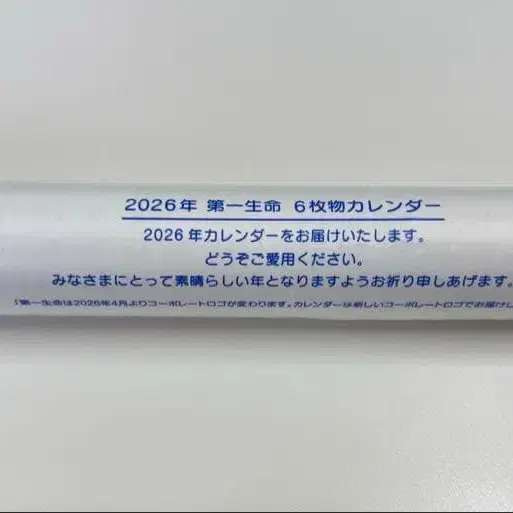 2026年 第一生命 6枚物カレンダー
2026年カレンダーをお届けいたします。
どうぞご愛用ください。
みなさまにとって素晴らしい年となりますようお祈り申しあげます。
第一生命は2026年4月よりコーポレートロゴが変わります。カレンダーは新しいコーポレートロゴでお届けし